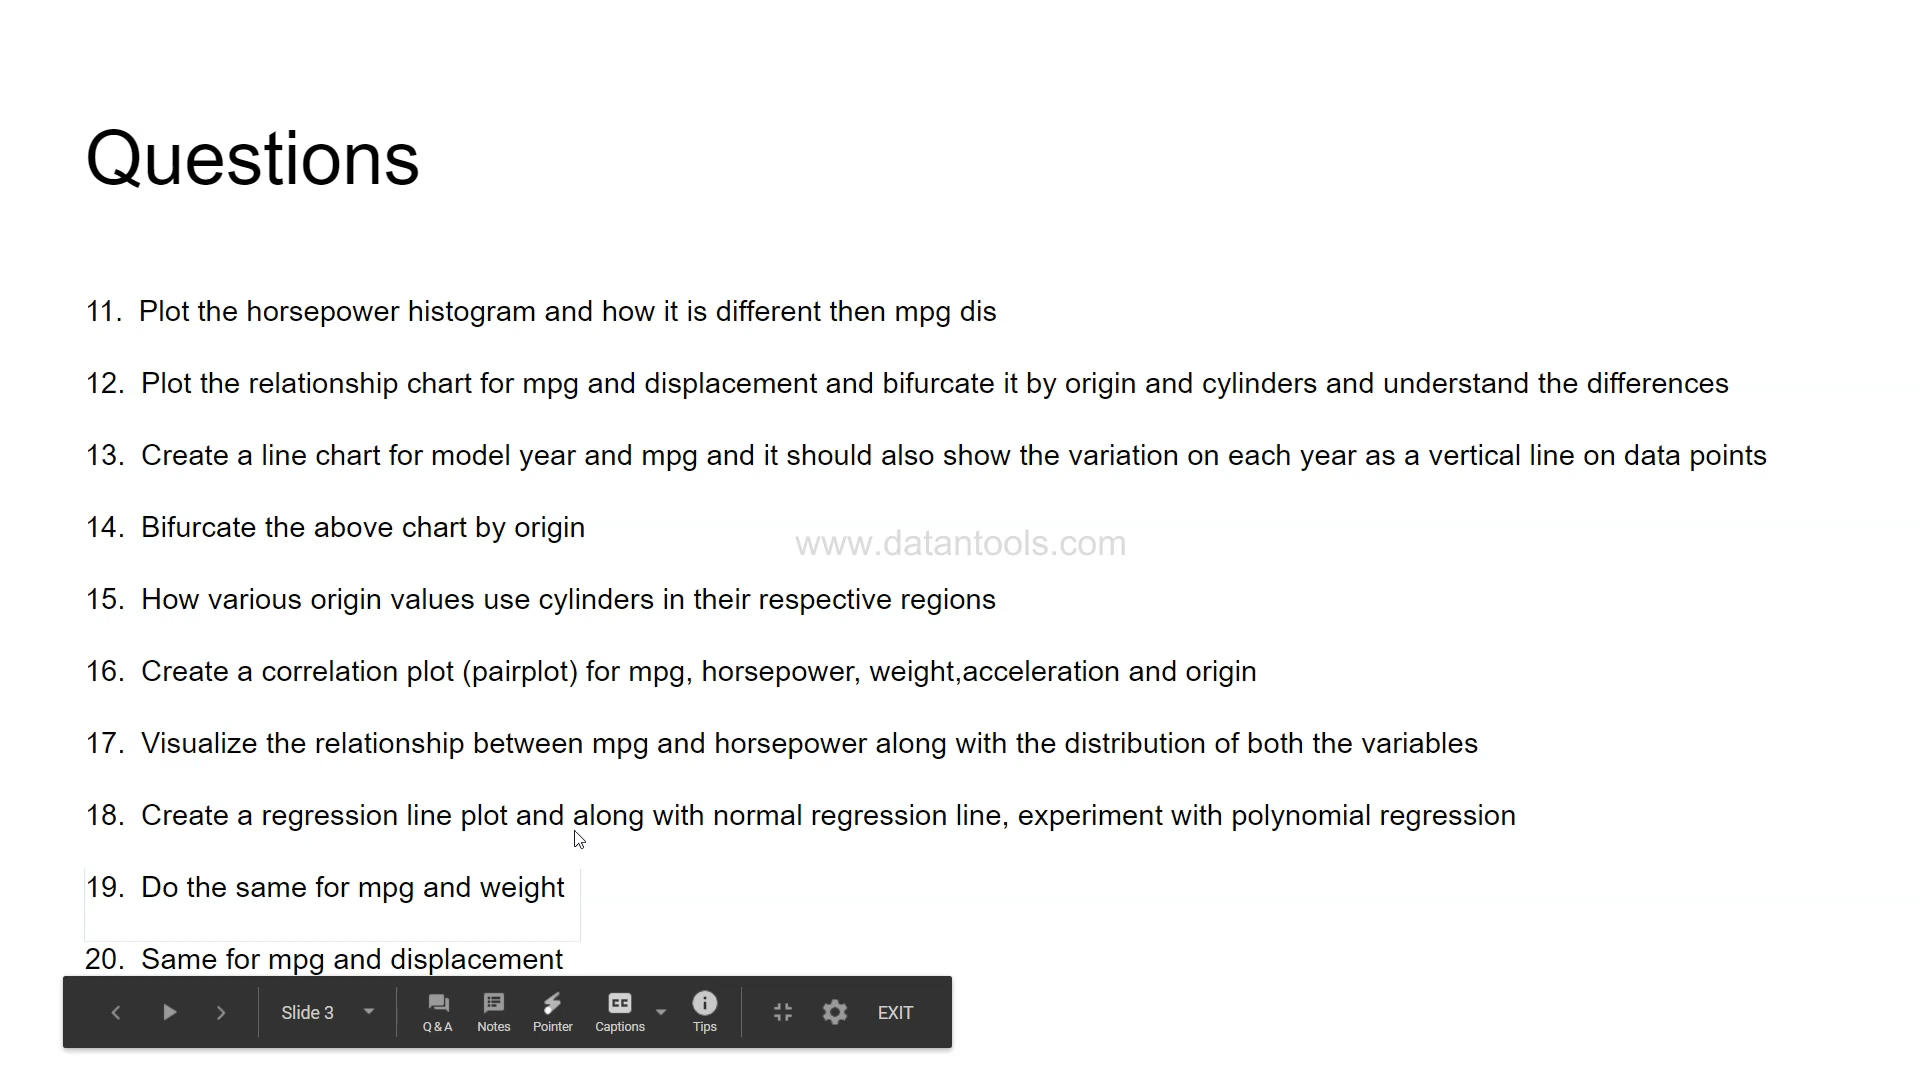 Questions
11. Plot the horsepower histogram and how it is different then mpg dis
12. Plot the relationship chart for mpg and displacement and bifurcate it by origin and cylinders and understand the differences
13. Create a line chart for model year and mpg and it should also show the variation on each year as a vertical line on data points
14. Bifurcate the above chart by origin
www.datantools.com
15. How various origin values use cylinders in their respective regions
16. Create a correlation plot (pairplot) for mpg, horsepower, weight,acceleration and origin
17. Visualize the relationship between mpg and horsepower along with the distribution of both the variables
18. Create a regression line plot and along with normal regression line, experiment with polynomial regression
19. Do the same for mpg and weight
20. Same for mpg and displacement
Slide 3 Q&A Notes Pointer CC Captions Tips EXIT